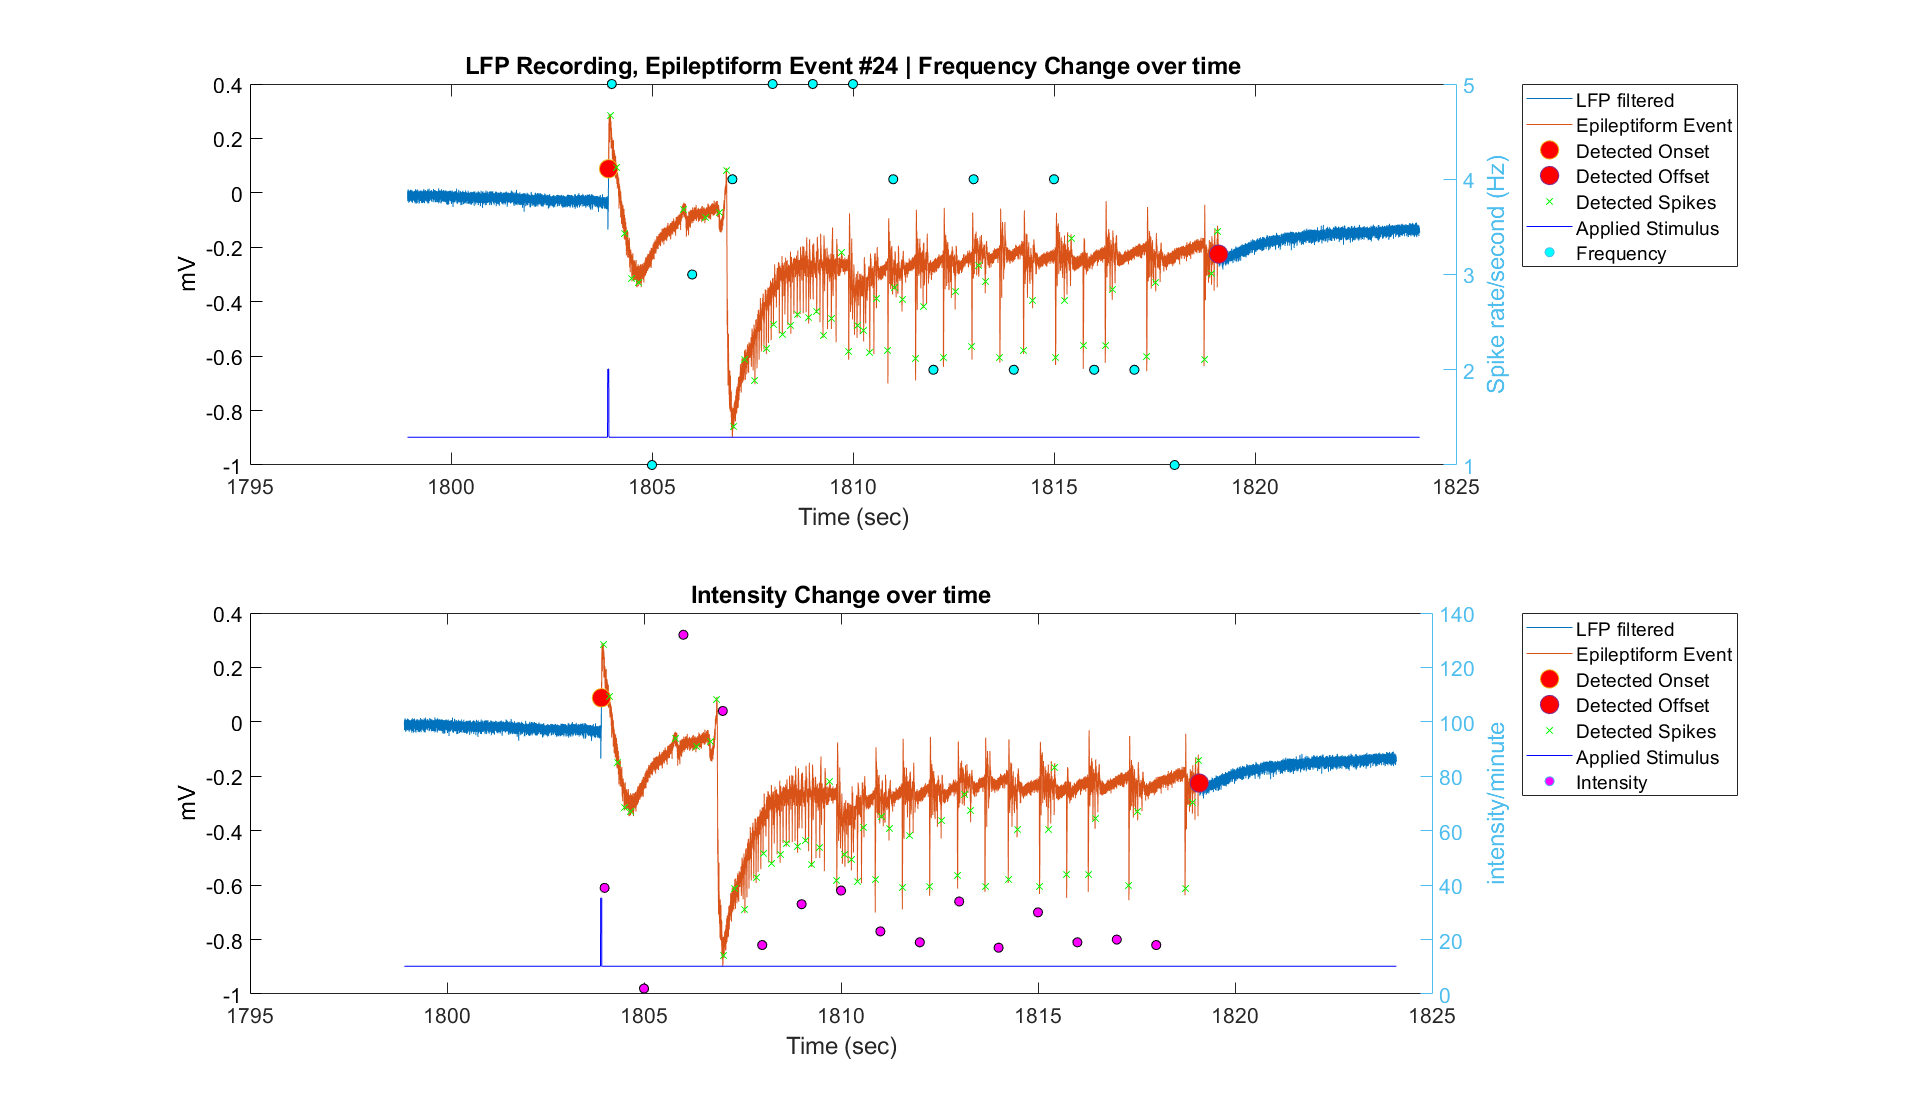 LFP Recording, Epileptiform Event #24 | Frequency Change over time
0.4
0.2
0
-0.2
-0.4
-0.6
-0.8
-1
mV
5
4
3
2
1
Spike rate/second (Hz)
1795 1800 1805 1810 1815 1820 1825
Time (sec)
LFP filtered
Epileptiform Event
Detected Onset
Detected Offset
Detected Spikes
Applied Stimulus
Frequency
Intensity Change over time
0.4
0.2
0
-0.2
-0.4
-0.6
-0.8
-1
mV
140
120
100
80
60
40
20
0
intensity/minute
1795 1800 1805 1810 1815 1820 1825
Time (sec)
LFP filtered
Epileptiform Event
Detected Onset
Detected Offset
Detected Spikes
Applied Stimulus
Intensity